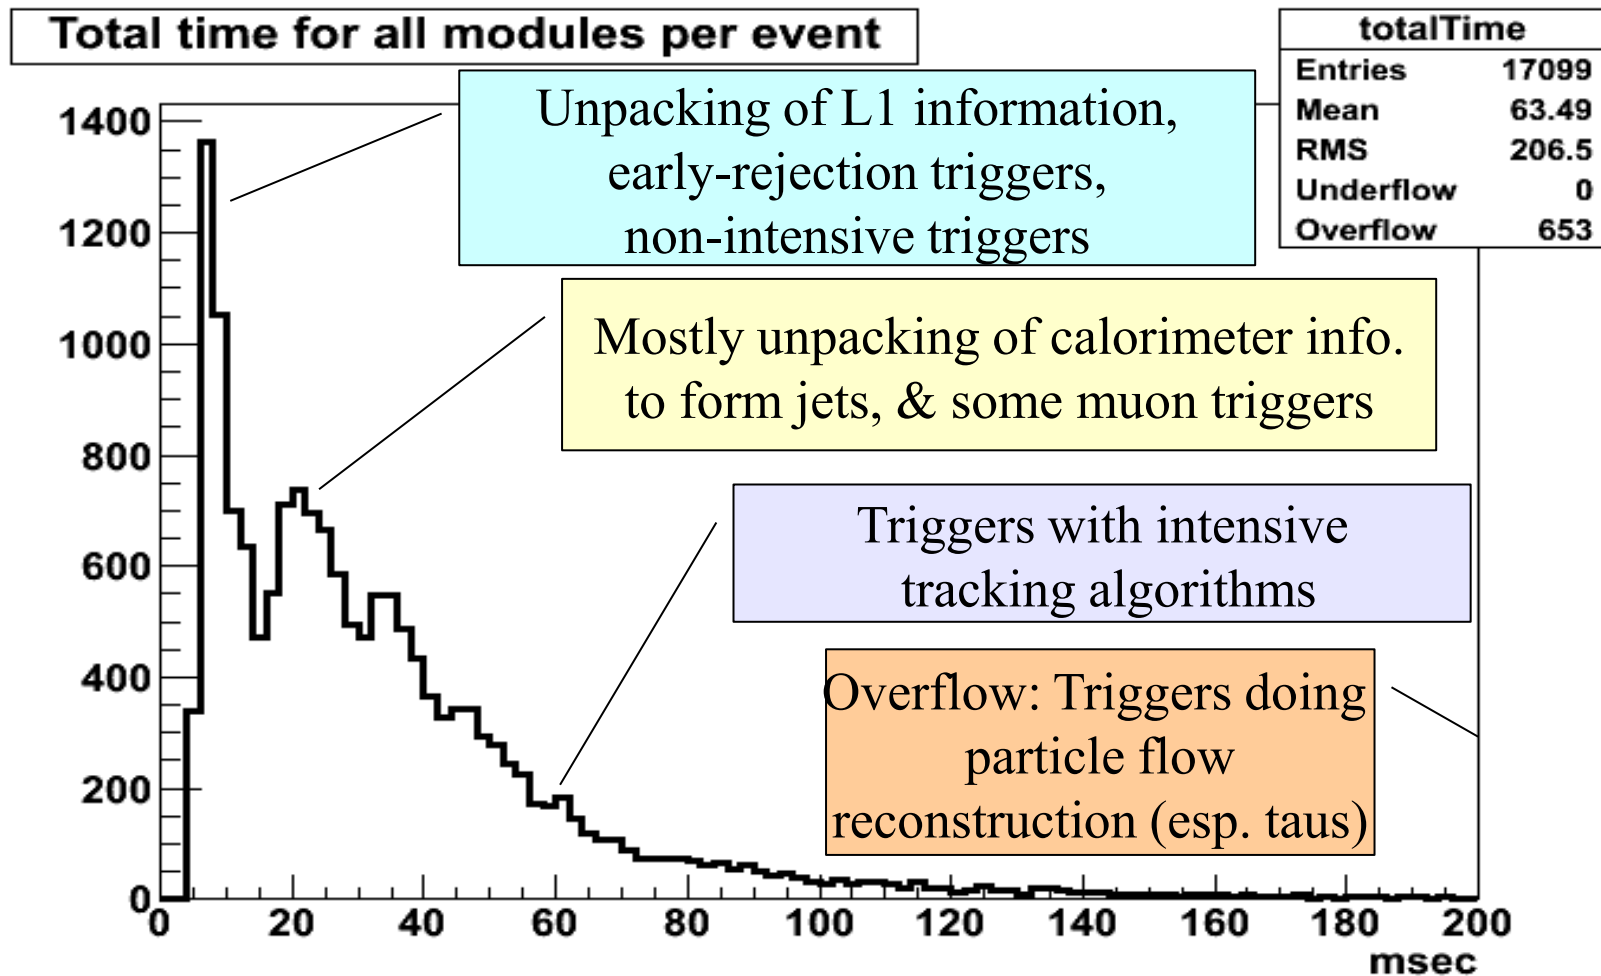 Total time for all modules per event
totalTime
Entries 17099
Mean 63.49
RMS 206.5
Underflow 0
Overflow 653
Unpacking of L1 information,
early-rejection triggers,
non-intensive triggers
Mostly unpacking of calorimeter info.
to form jets, & some muon triggers
Triggers with intensive
tracking algorithms
Overflow: Triggers doing
particle flow
reconstruction (esp. taus)
1400
1200
1000
800
600
400
200
0
0 20 40 60 80 100 120 140 160 180 200
msec